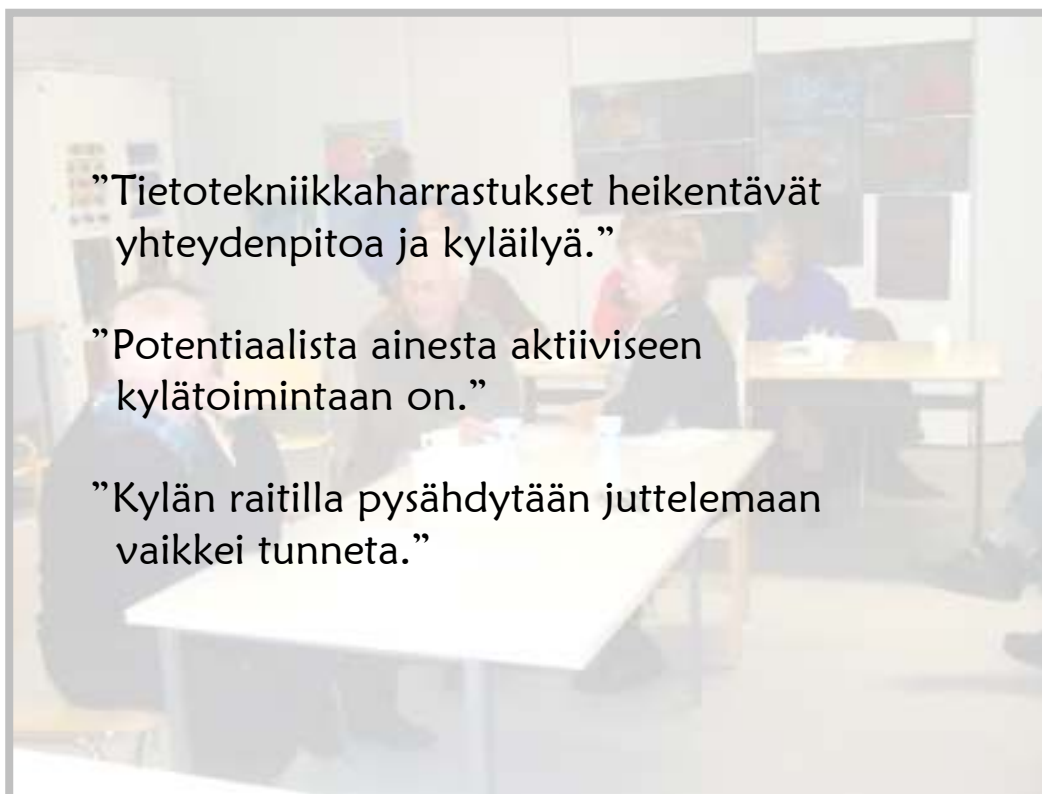 ”Tietotekniikkaharrastukset heikentävät
yhteydenpitoa ja kyläilyä.”
”Potentiaalista ainesta aktiiviseen
kylätoimintaan on.”
”Kylän raitilla pysähdytään juttelemaan
vaikkei tunneta.”